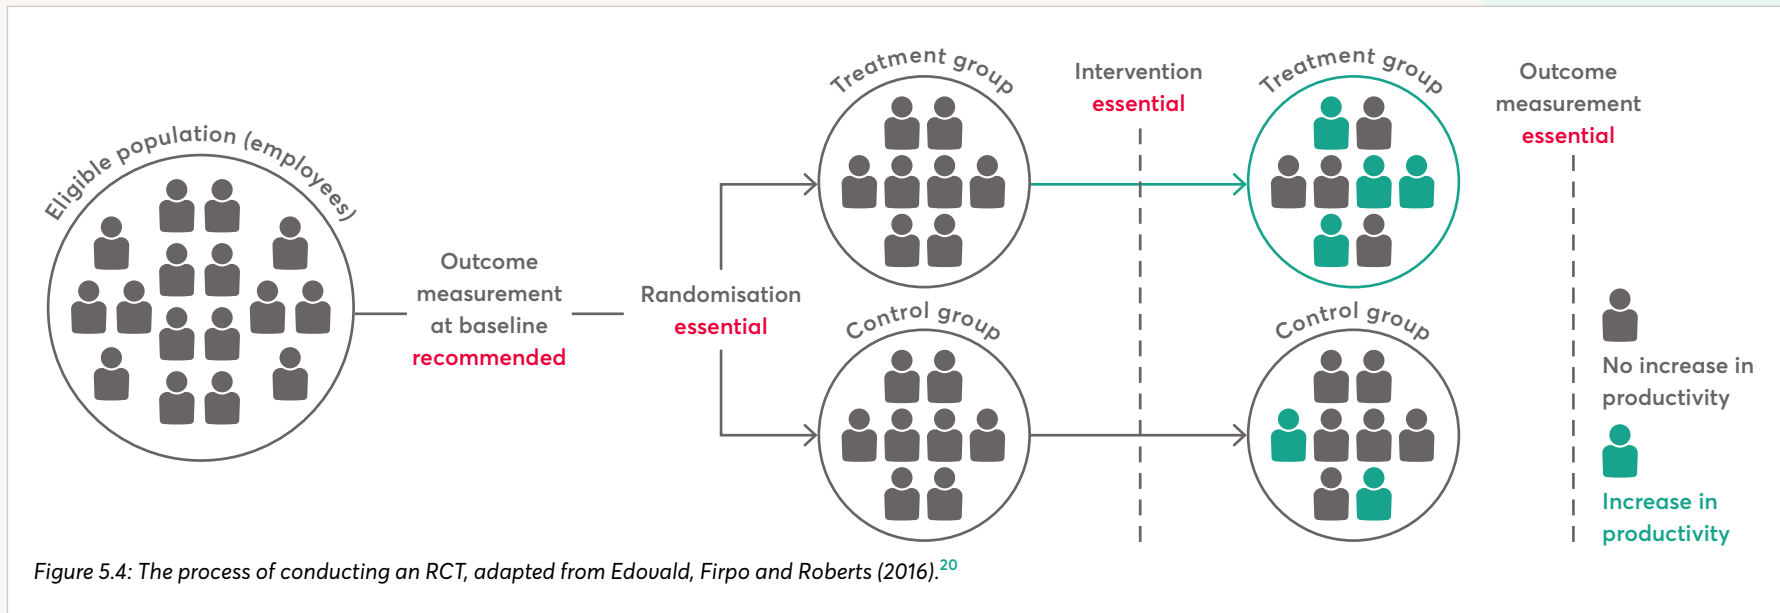 Eligible population (employees)
Outcome
measurement
at baseline
recommended
Randomisation
essential
Treatment group
Control group
Intervention
essential
Treatment group
Control group
Outcome
measurement
essential
No increase in
productivity
Increase in
productivity
Figure 5.4: The process of conducting an RCT, adapted from Edovald, Firpo and Roberts (2016).20